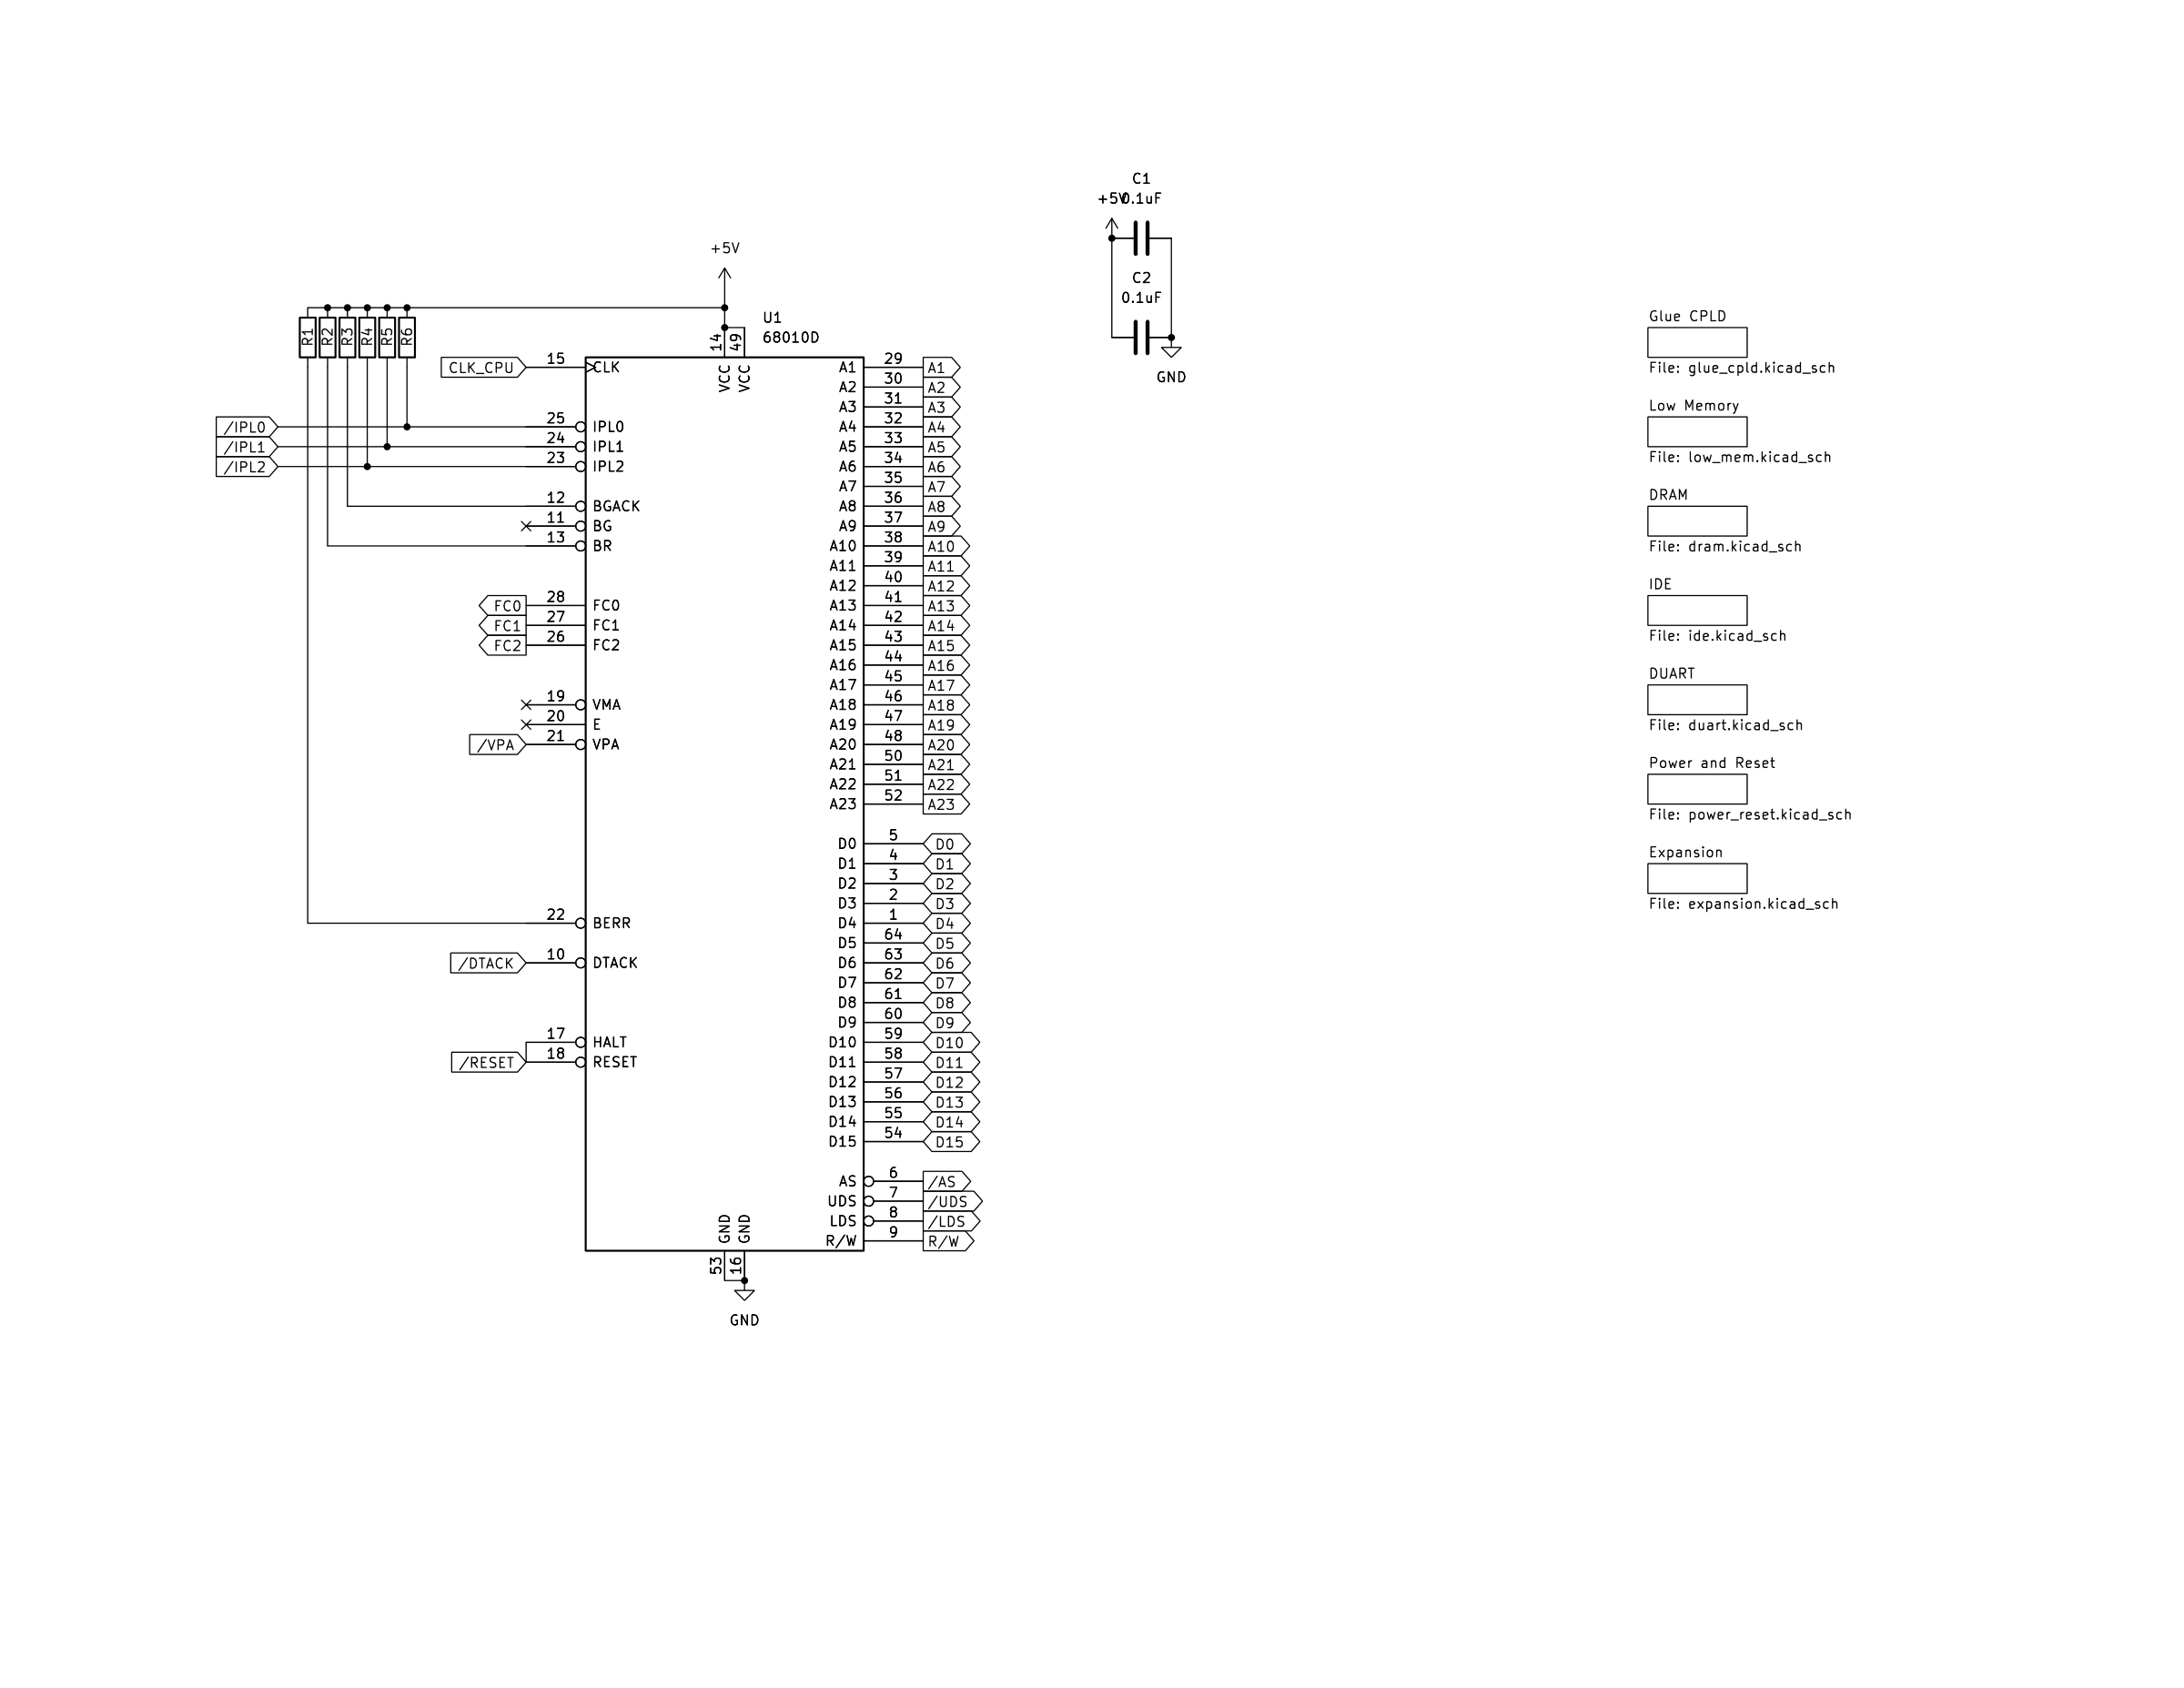 +5V
R1
R2
R3
R4
R5
R6
U1
68010D
14
49
VCC
VCC
CLK_CPU 15 CLK
/IPL0 25 IPL0
/IPL1 24 IPL1
/IPL2 23 IPL2
12 BGACK
11 BG
13 BR
FC0 28 FC0
FC1 27 FC1
FC2 26 FC2
19 VMA
20 E
/VPA 21 VPA
22 BERR
/DTACK 10 DTACK
17 HALT
/RESET 18 RESET
A1 29 A1
A2 30 A2
A3 31 A3
A4 32 A4
A5 33 A5
A6 34 A6
A7 35 A7
A8 36 A8
A9 37 A9
A10 38 A10
A11 39 A11
A12 40 A12
A13 41 A13
A14 42 A14
A15 43 A15
A16 44 A16
A17 45 A17
A18 46 A18
A19 47 A19
A20 48 A20
A21 50 A21
A22 51 A22
A23 52 A23
D0 5 D0
D1 4 D1
D2 3 D2
D3 2 D3
D4 1 D4
D5 64 D5
D6 63 D6
D7 62 D7
D8 61 D8
D9 60 D9
D10 59 D10
D11 58 D11
D12 57 D12
D13 56 D13
D14 55 D14
D15 54 D15
AS 6 /AS
UDS 7 /UDS
LDS 8 /LDS
R/W 9 R/W
GND
GND
53
16
GND
C1
+5V
0.1uF
C2
0.1uF
GND
Glue CPLD
File: glue_cpld.kicad_sch
Low Memory
File: low_mem.kicad_sch
DRAM
File: dram.kicad_sch
IDE
File: ide.kicad_sch
DUART
File: duart.kicad_sch
Power and Reset
File: power_reset.kicad_sch
Expansion
File: expansion.kicad_sch